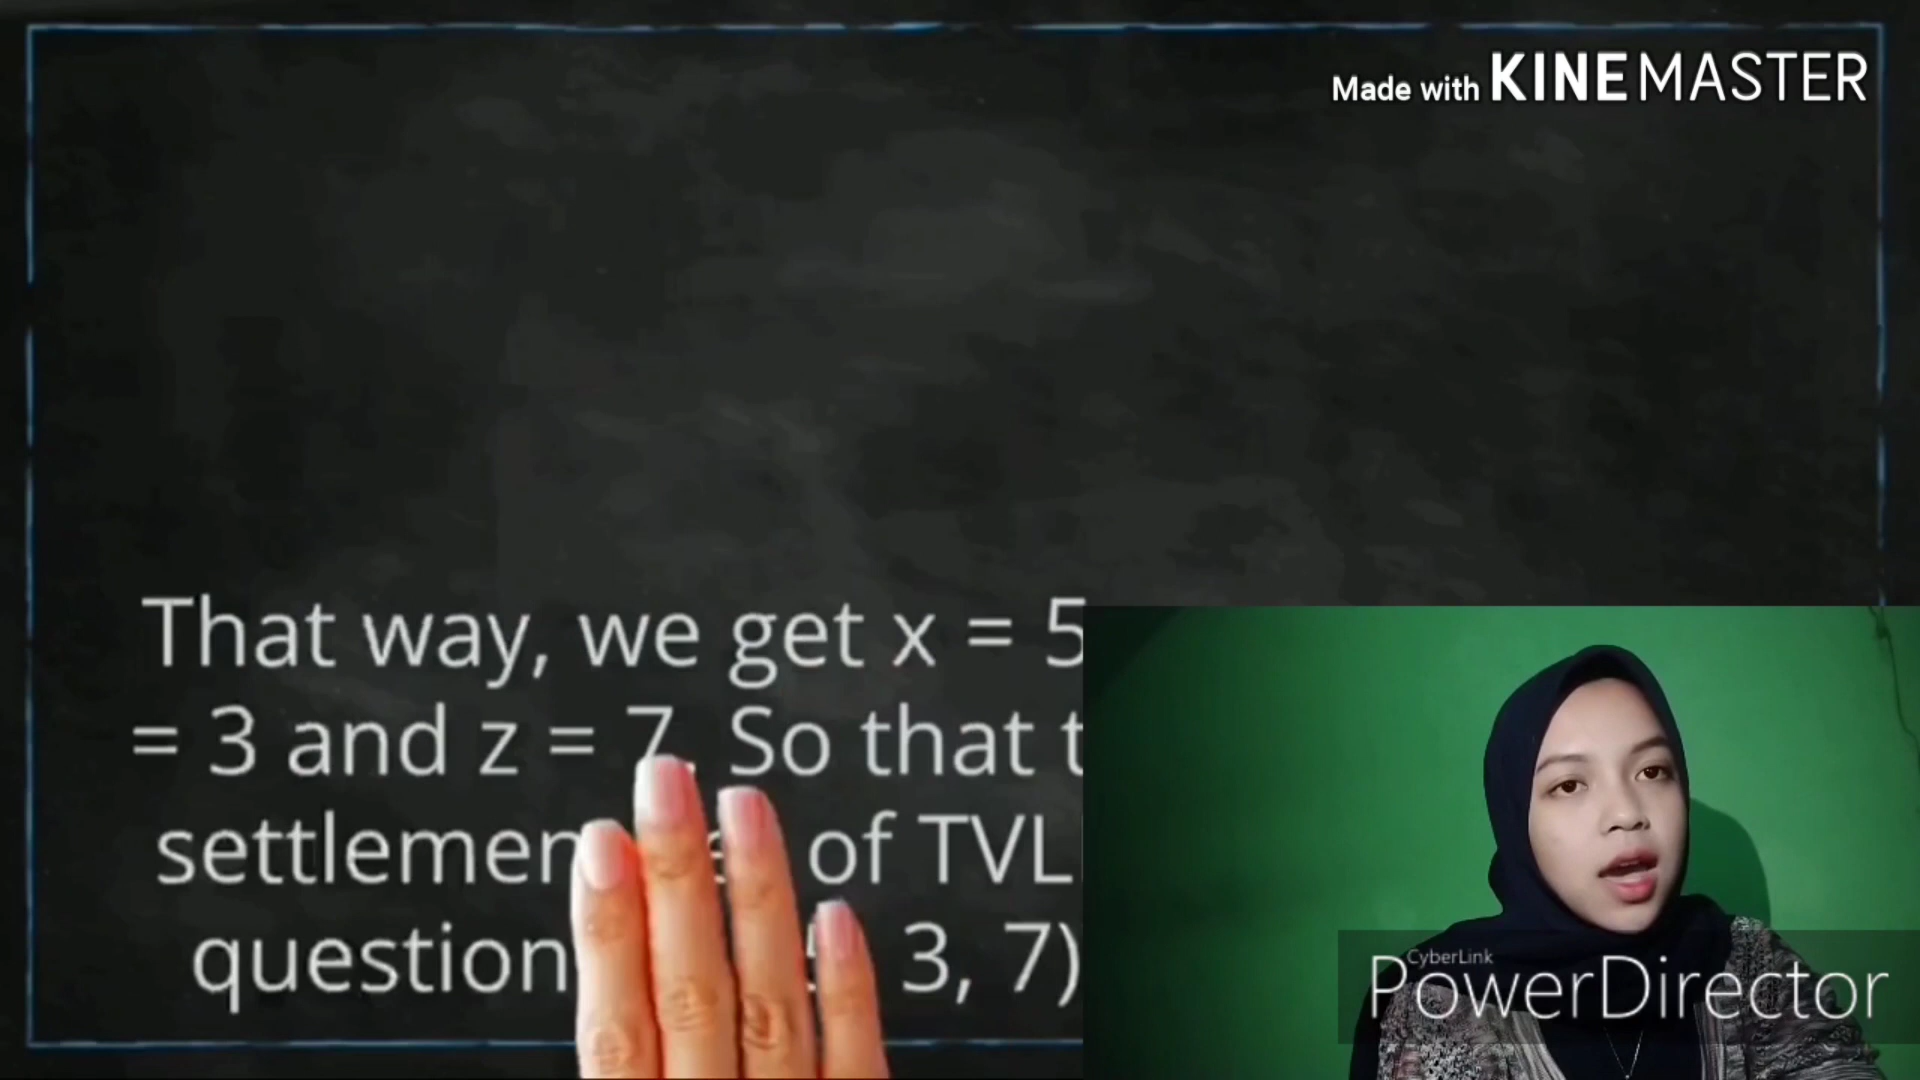 Made with KINEMASTER
That way, we get x = 5
= 3 and z = 7. So that
of TVL
question 3, 7)
CyberLink
PowerDirector